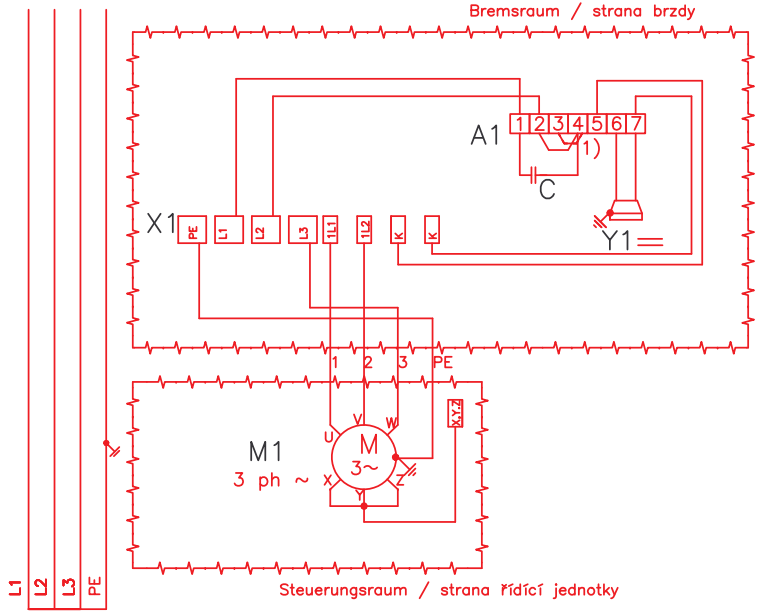 Bremsraum / strana brzdy
A1
1 2 3 4 5 6 7
1)
C
Y1
X1
PE L1 L2 L3 1L1 1L2 K K
1 2 3 PE
X,Y,Z
U V W
M1
M
3~
3 ph ~
X Y Z
L1 L2 L3 PE
Steuerungsraum / strana řídící jednotky